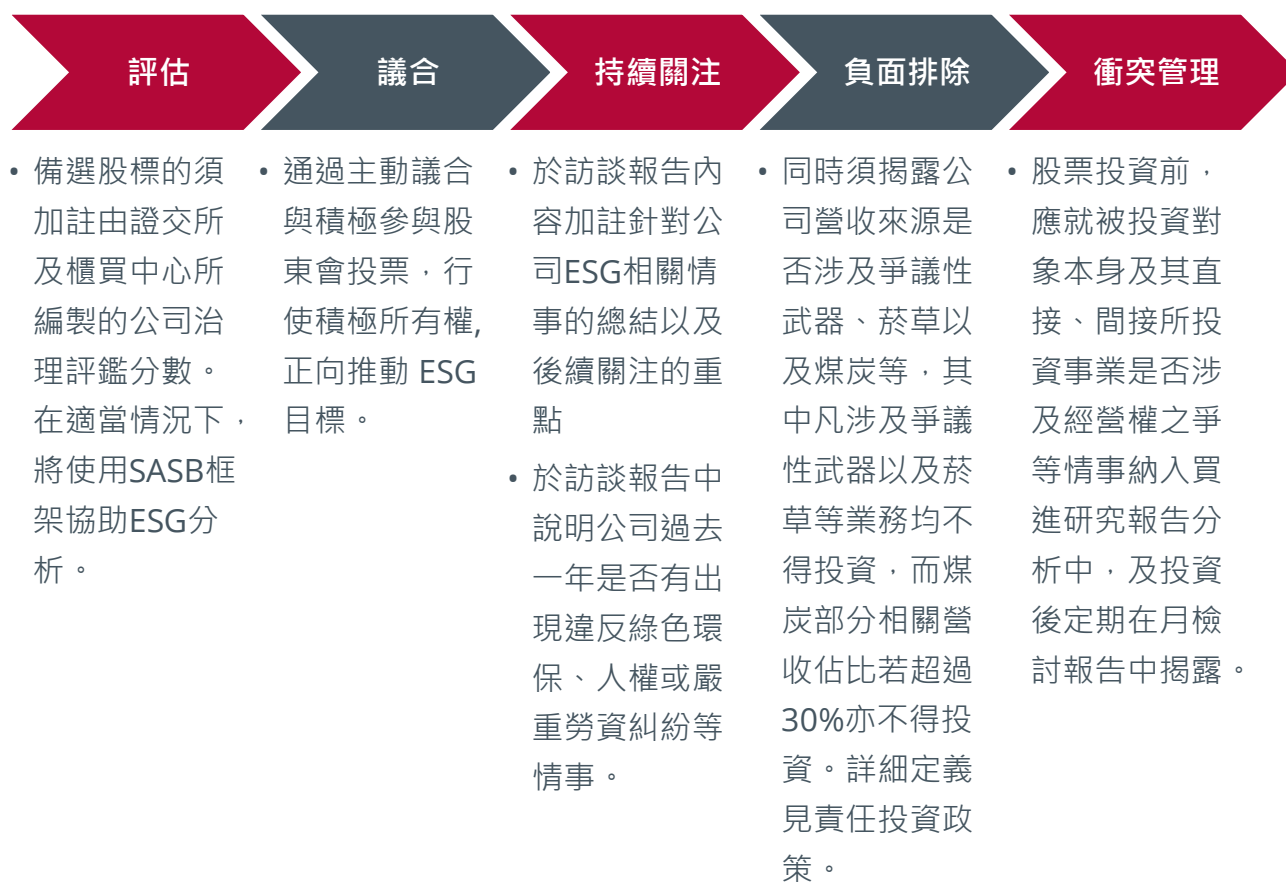 評估
議合
持續關注
負面排除
衝突管理
• 備選股標的須
加註由證交所
及櫃買中心所
編製的公司治
理評鑑分數。
在適當情況下，
將使用SASB框
架協助ESG分
析。
• 通過主動議合
與積極參與股
東會投票，行
使積極所有權,
正向推動 ESG
目標。
• 於訪談報告內
容加註針對公
司ESG相關情
事的總結以及
後續關注的重
點
• 於訪談報告中
說明公司過去
一年是否有出
現違反綠色環
保、人權或嚴
重勞資糾紛等
情事。
• 同時須揭露公
司營收來源是
否涉及爭議性
武器、菸草以
及煤炭等，其
中凡涉及爭議
性武器以及菸
草等業務均不
得投資，而煤
炭部分相關營
收佔比若超過
30%亦不得投
資。詳細定義
見責任投資政
策。
• 股票投資前，
應就被投資對
象本身及其直
接、間接所投
資事業是否涉
及經營權之爭
等情事納入買
進研究報告分
析中，及投資
後定期在月檢
討報告中揭露。